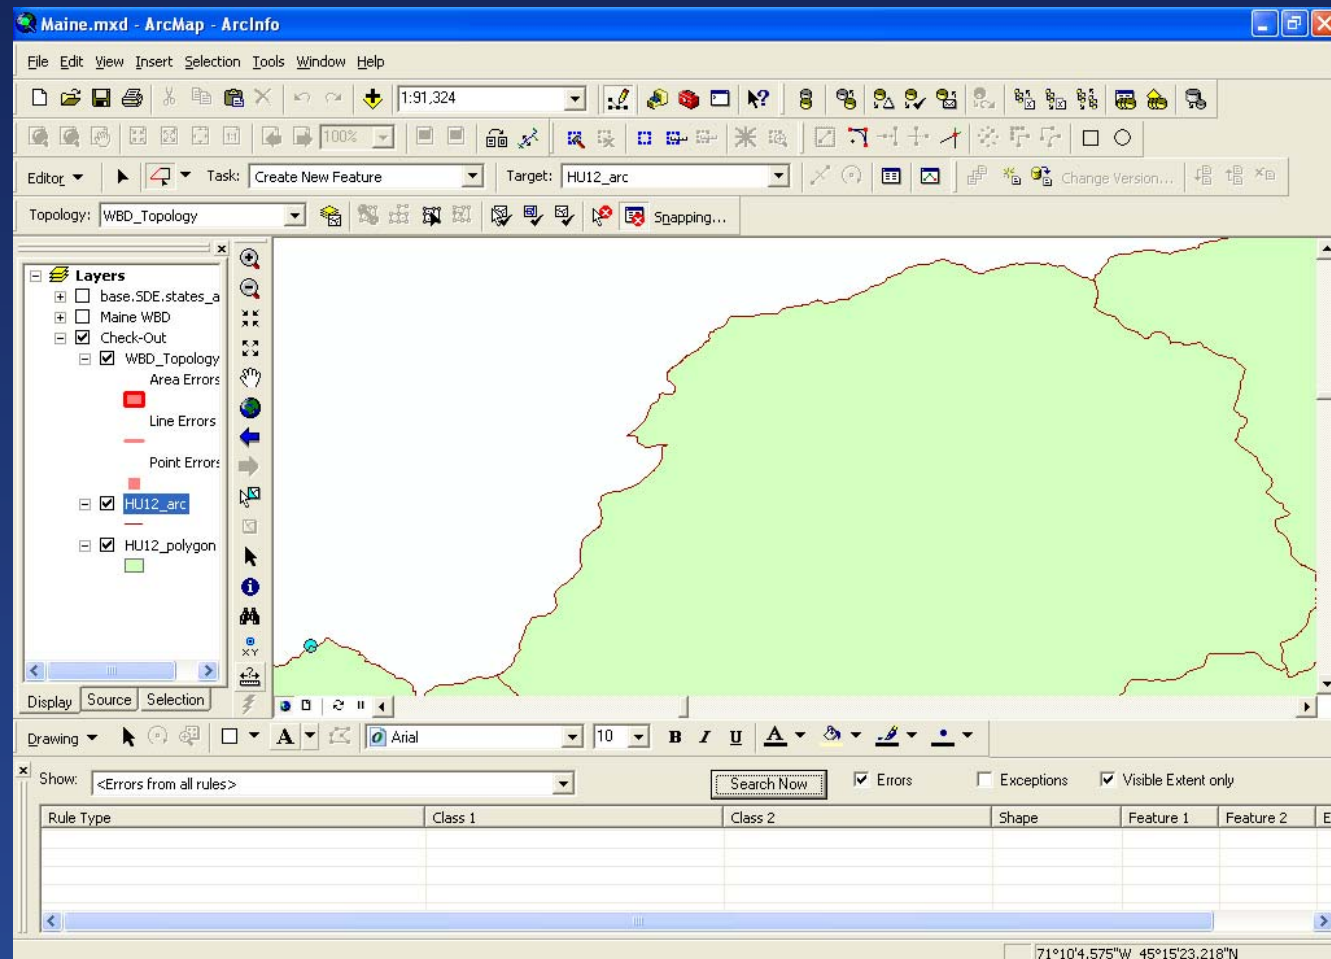 Maine.mxd - ArcMap - ArcInfo
File Edit View Insert Selection Tools Window Help
1:91,324
100%
Editor Task: Create New Feature Target: HU12_arc Change Version...
Topology: WBD_Topology Snapping...
Layers
base.SDE.states_a
Maine WBD
Check-Out
WBD_Topology
Area Errors
Line Errors
Point Errors
HU12_arc
HU12_polygon
XY
Display Source Selection
Drawing A Arial 10 B I U A
Show: <Errors from all rules> Search Now Errors Exceptions Visible Extent only
Rule Type Class 1 Class 2 Shape Feature 1 Feature 2 E
71°10'4.575"W 45°15'23.218"N